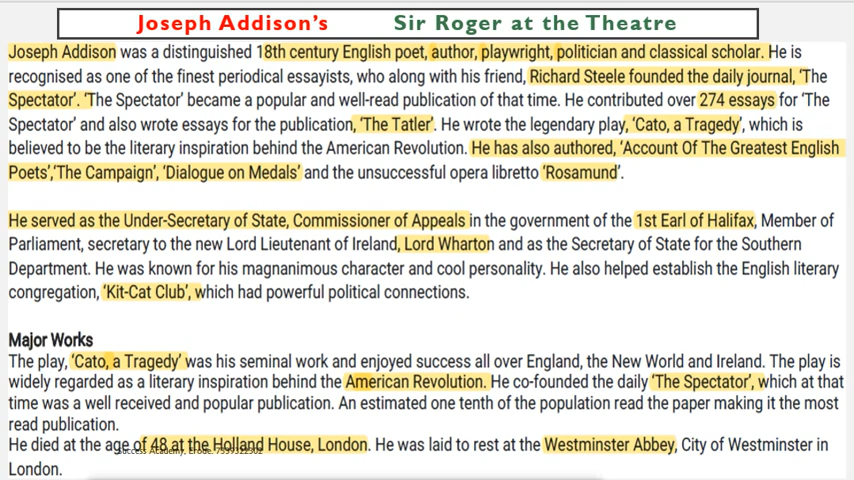 Joseph Addison's Sir Roger at the Theatre
Joseph Addison was a distinguished 18th century English poet, author, playwright, politician and classical scholar. He is
recognised as one of the finest periodical essayists, who along with his friend, Richard Steele founded the daily journal, 'The
Spectator'. 'The Spectator' became a popular and well-read publication of that time. He contributed over 274 essays for 'The
Spectator' and also wrote essays for the publication, 'The Tatler'. He wrote the legendary play, 'Cato, a Tragedy', which is
believed to be the literary inspiration behind the American Revolution. He has also authored, 'Account Of The Greatest English
Poets','The Campaign', 'Dialogue on Medals' and the unsuccessful opera libretto 'Rosamund'.
He served as the Under-Secretary of State, Commissioner of Appeals in the government of the 1st Earl of Halifax, Member of
Parliament, secretary to the new Lord Lieutenant of Ireland, Lord Wharton and as the Secretary of State for the Southern
Department. He was known for his magnanimous character and cool personality. He also helped establish the English literary
congregation, 'Kit-Cat Club', which had powerful political connections.
Major Works
The play, 'Cato, a Tragedy' was his seminal work and enjoyed success all over England, the New World and Ireland. The play is
widely regarded as a literary inspiration behind the American Revolution. He co-founded the daily 'The Spectator', which at that
time was a well received and popular publication. An estimated one tenth of the population read the paper making it the most
read publication.
He died at the age of 48 at the Holland House, London. He was laid to rest at the Westminster Abbey, City of Westminster in
Success Academy, Erode.
London.